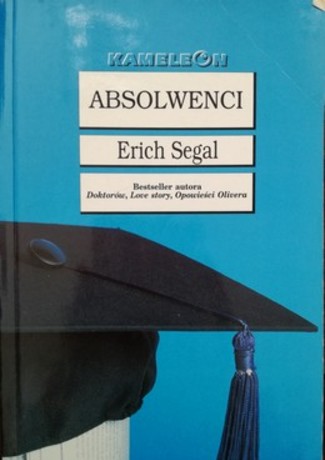 KAMELEON
ABSOLWENCI
Erich Segal
Bestseller autora
Doktorów, Love story, Opowieści Olivera